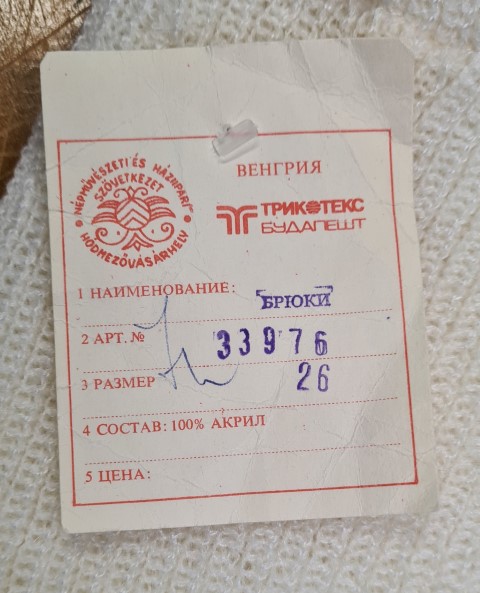 ВЕНГРИЯ
NÉPMŰVÉSZETI ÉS HÁZIIPARI
SZÖVETKEZET
HÓDMEZŐVÁSÁRHELY
ТРИКОТЕКС
БУДАПЕШТ
1 НАИМЕНОВАНИЕ: БРЮКИ
2 АРТ. № 33976
3 РАЗМЕР 26
4 СОСТАВ: 100% АКРИЛ
5 ЦЕНА: